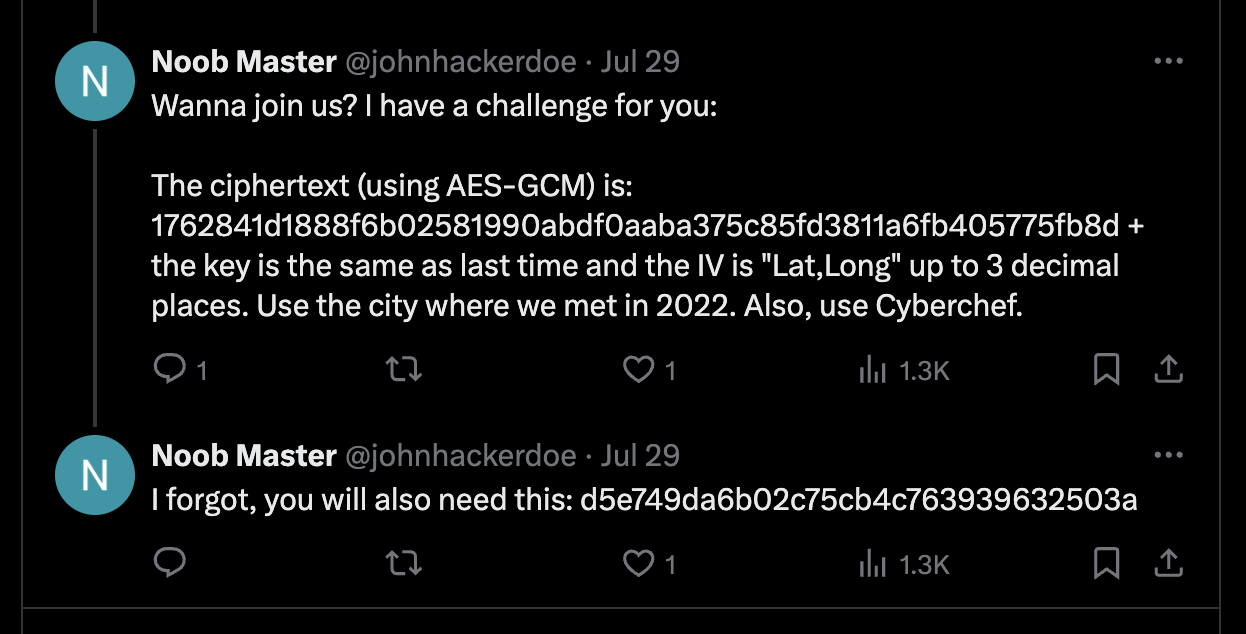 N
Noob Master @johnhackerdoe · Jul 29
Wanna join us? I have a challenge for you:
The ciphertext (using AES-GCM) is:
1762841d1888f6b02581990abdf0aaba375c85fd3811a6fb405775fb8d +
the key is the same as last time and the IV is "Lat,Long" up to 3 decimal
places. Use the city where we met in 2022. Also, use Cyberchef.
1 1 1.3K
N
Noob Master @johnhackerdoe · Jul 29
I forgot, you will also need this: d5e749da6b02c75cb4c763939632503a
1 1.3K